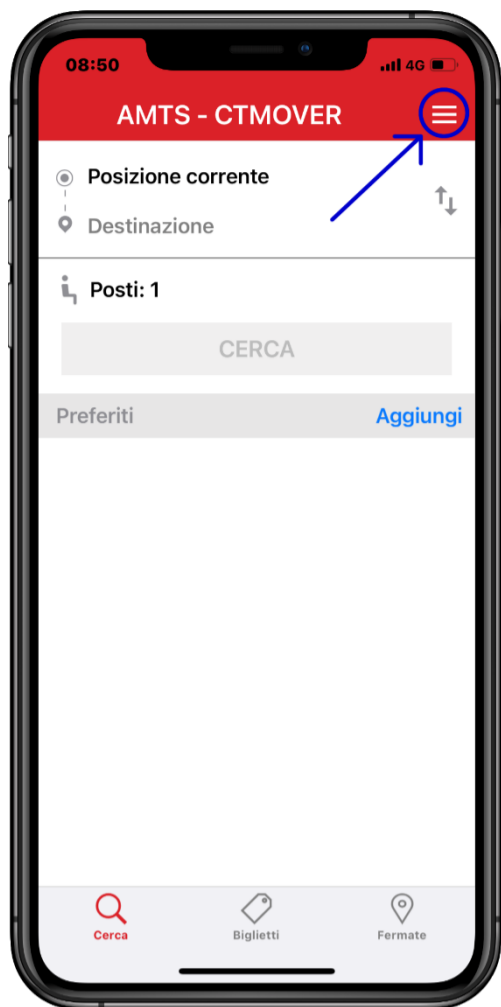 08:50
4G
AMTS - CTMOVER
Posizione corrente
Destinazione
Posti: 1
CERCA
Preferiti
Aggiungi
Cerca
Biglietti
Fermate